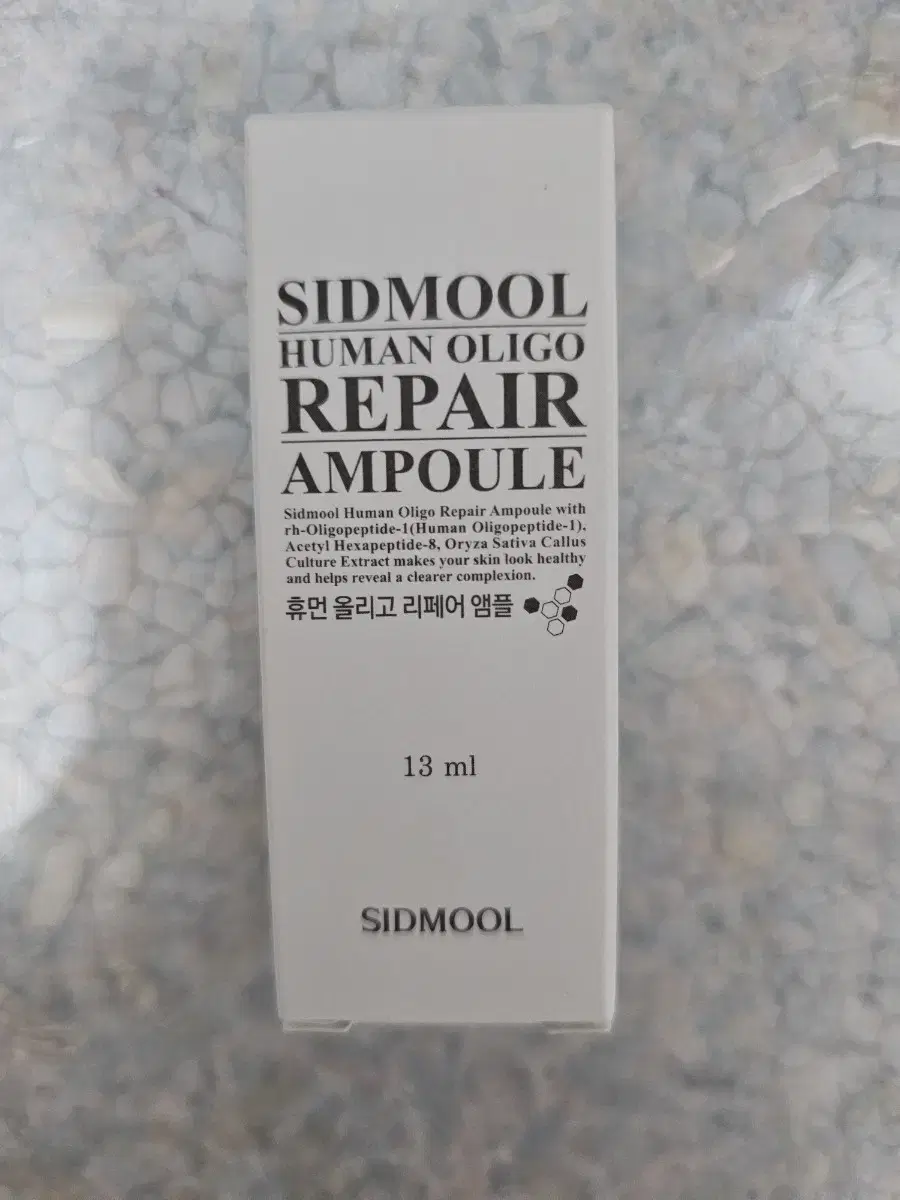 SIDMOOL
HUMAN OLIGO
REPAIR
AMPOULE
Sidmool Human Oligo Repair Ampoule with
rh-Oligopeptide-1(Human Oligopeptide-1),
Acetyl Hexapeptide-8, Oryza Sativa Callus
Culture Extract makes your skin look healthy
and helps reveal a clearer complexion.
휴먼 올리고 리페어 앰플
13 ml
SIDMOOL